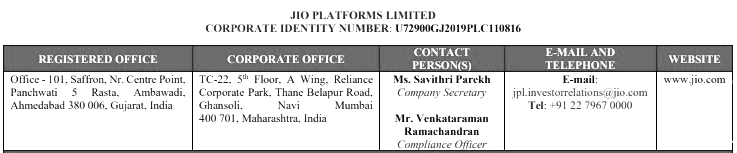 JIO PLATFORMS LIMITED
CORPORATE IDENTITY NUMBER: U72900GJ2019PLC110816
REGISTERED OFFICE
CORPORATE OFFICE
CONTACT
PERSON(S)
E-MAIL AND
TELEPHONE
WEBSITE
Office - 101, Saffron, Nr. Centre Point,
Panchwati 5 Rasta, Ambawadi,
Ahmedabad 380 006, Gujarat, India
TC-22, 5th Floor, A Wing, Reliance
Corporate Park, Thane Belapur Road,
Ghansoli, Navi Mumbai
400 701, Maharashtra, India
Ms. Savithri Parekh
Company Secretary
Mr. Venkataraman
Ramachandran
Compliance Officer
E-mail:
jpl.investorrelations@jio.com
Tel: +91 22 7967 0000
www.jio.com